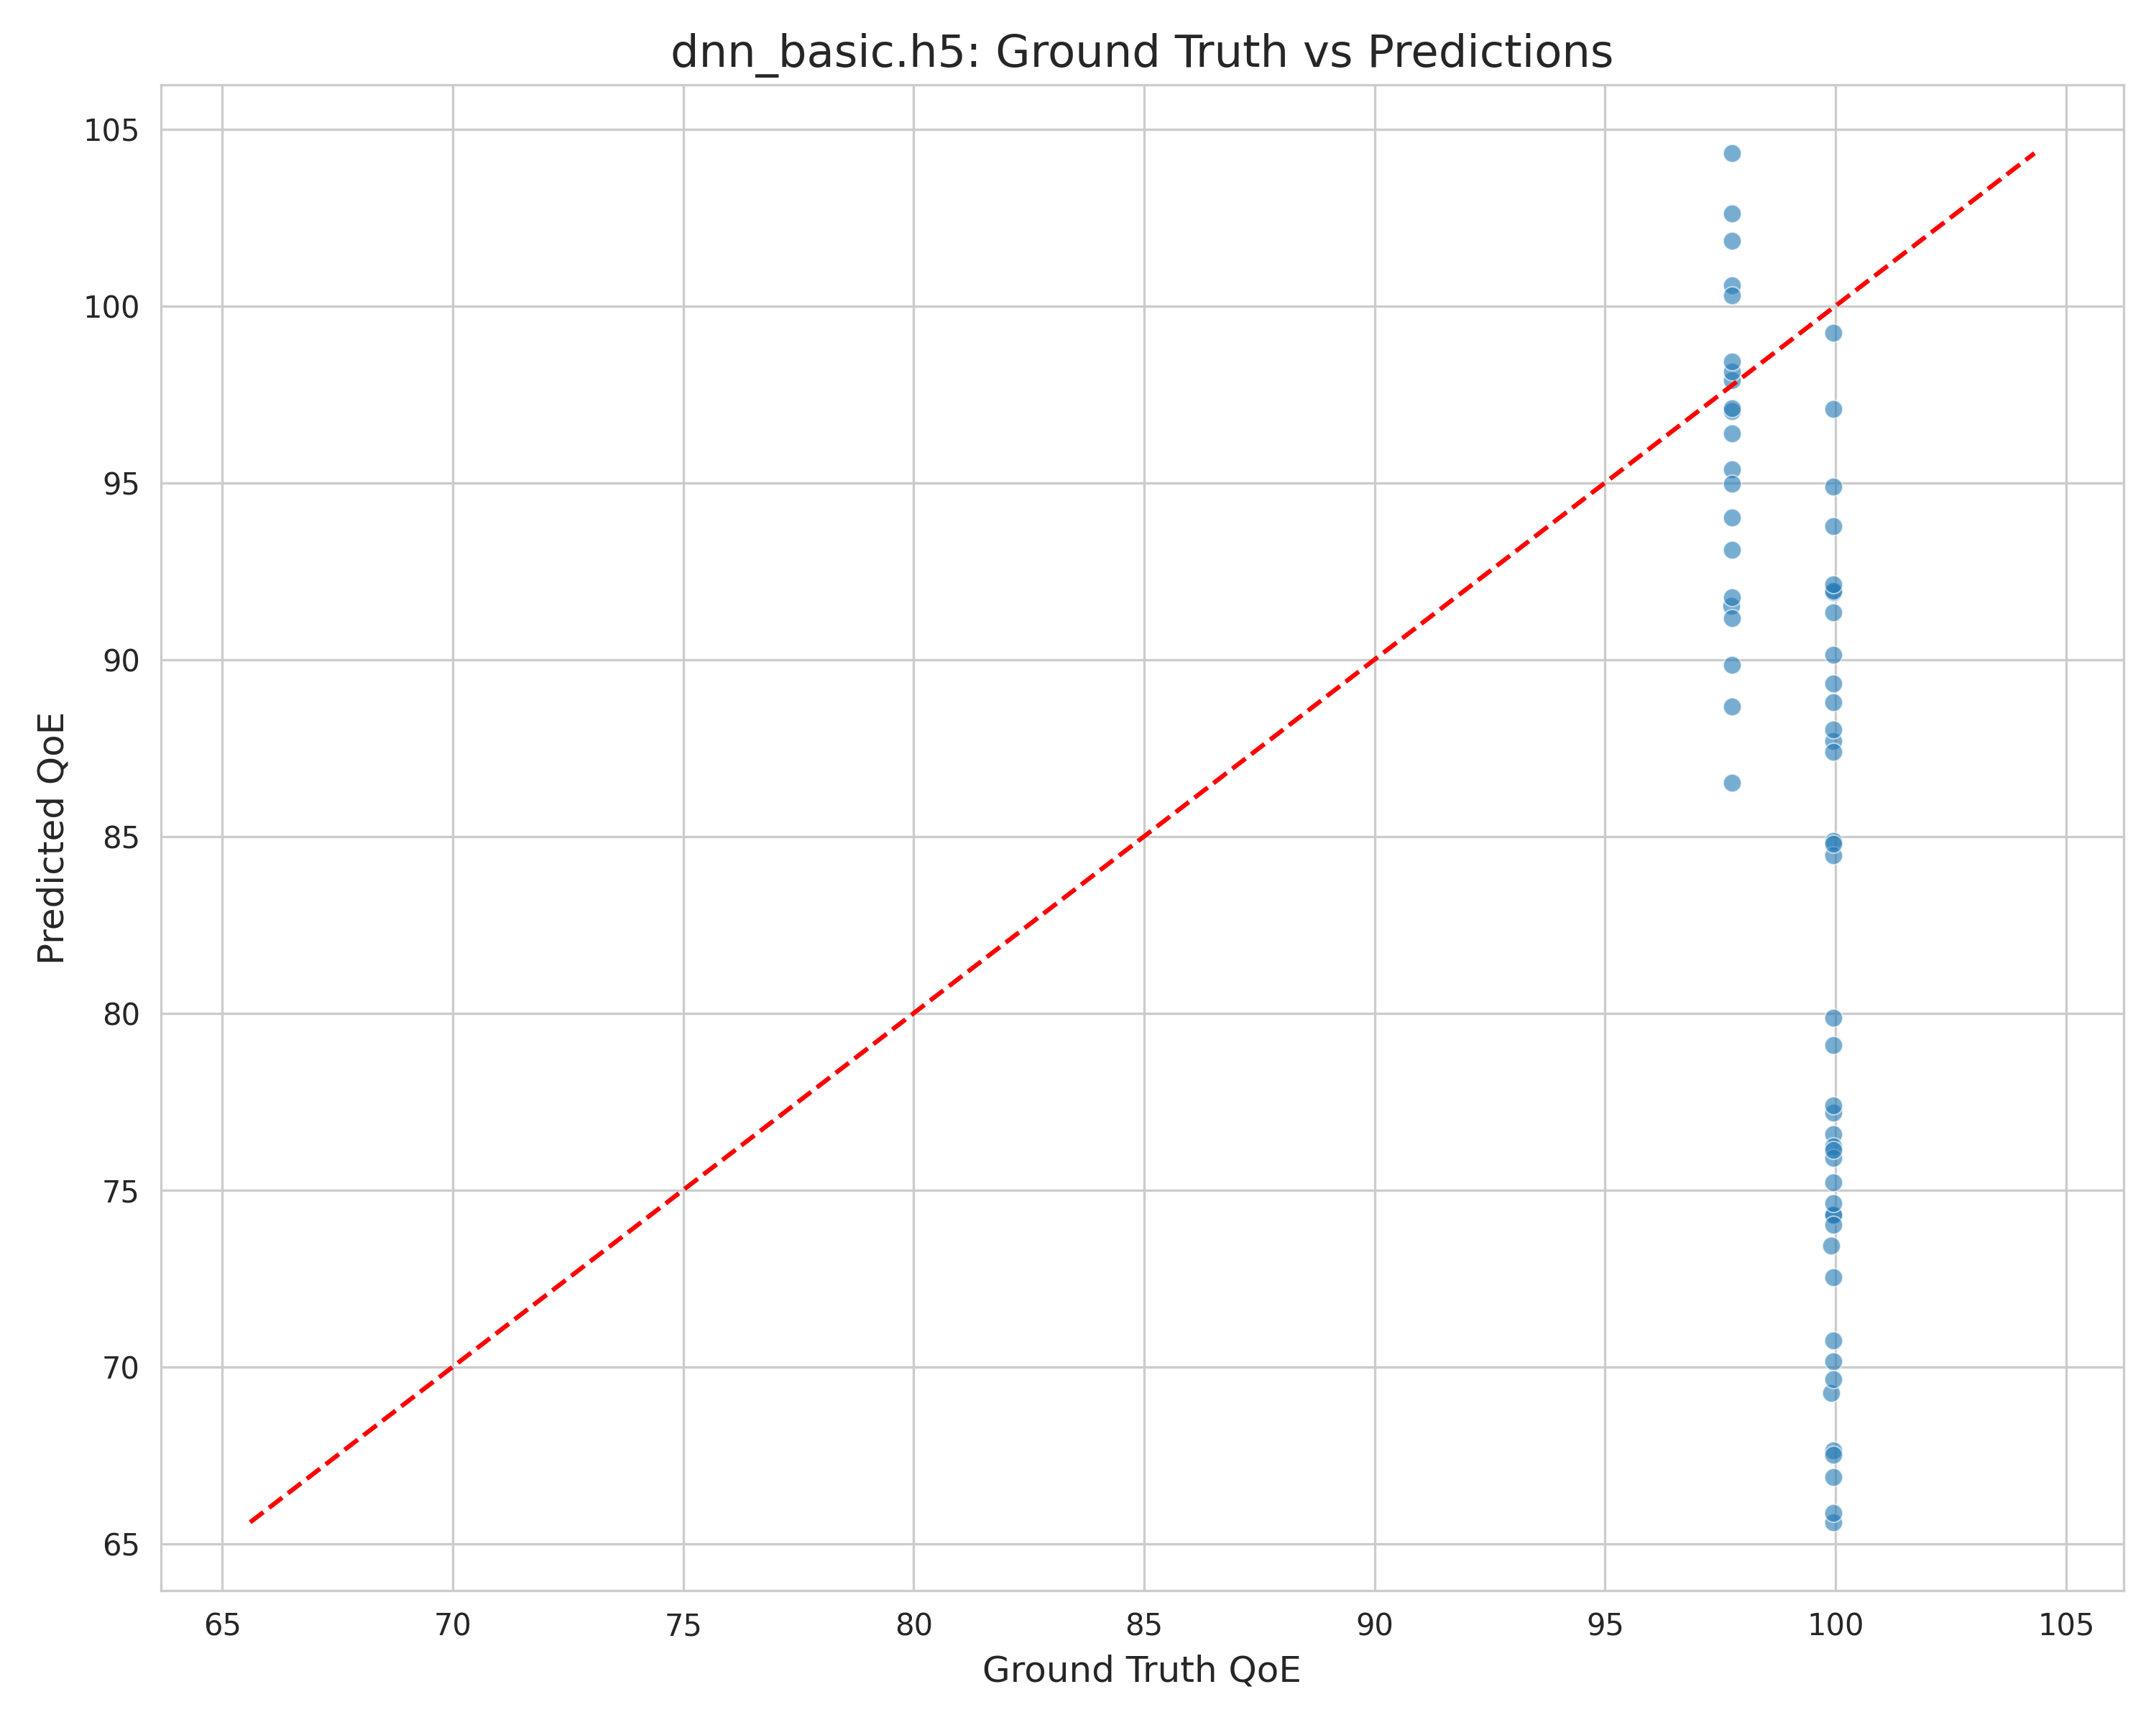 dnn_basic.h5: Ground Truth vs Predictions
105
100
95
90
85
80
75
70
65
Predicted QoE
65 70 75 80 85 90 95 100 105
Ground Truth QoE